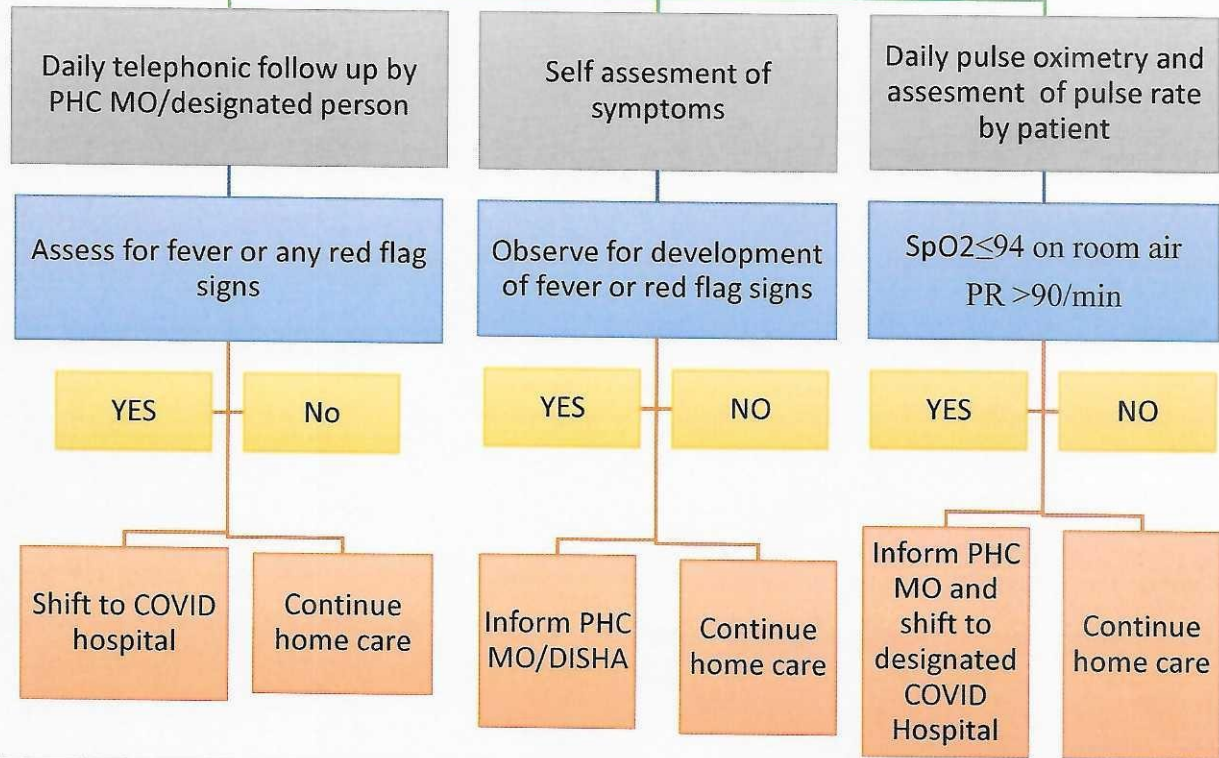 Daily telephonic follow up by
PHC MO/designated person
Self assesment of
symptoms
Daily pulse oximetry and
assesment of pulse rate
by patient
Assess for fever or any red flag
signs
Observe for development
of fever or red flag signs
SpO2≤94 on room air
PR >90/min
YES
No
YES
NO
YES
NO
Shift to COVID
hospital
Continue
home care
Inform PHC
MO/DISHA
Continue
home care
Inform PHC
MO and
shift to
designated
COVID
Hospital
Continue
home care